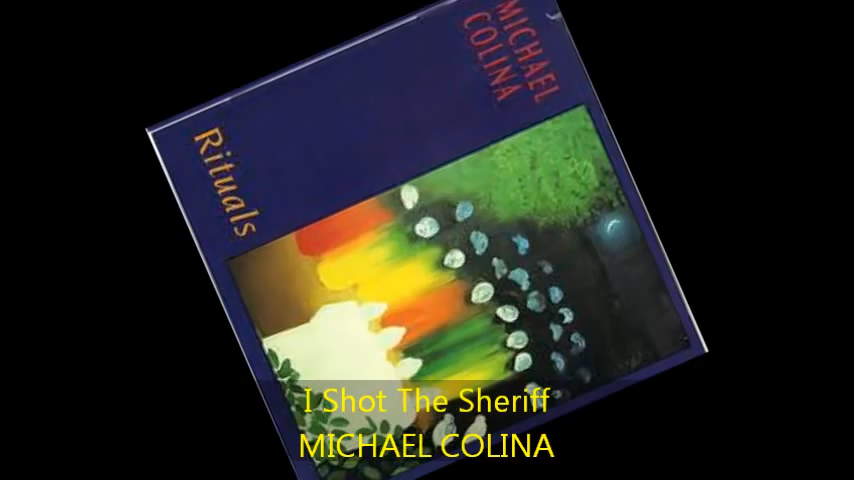 MICHAEL
COLINA
Rituals
I Shot The Sheriff
MICHAEL COLINA